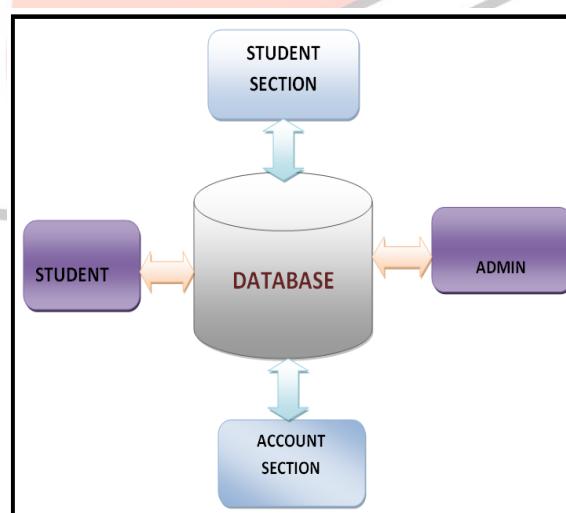 STUDENT
SECTION
STUDENT
DATABASE
ADMIN
ACCOUNT
SECTION